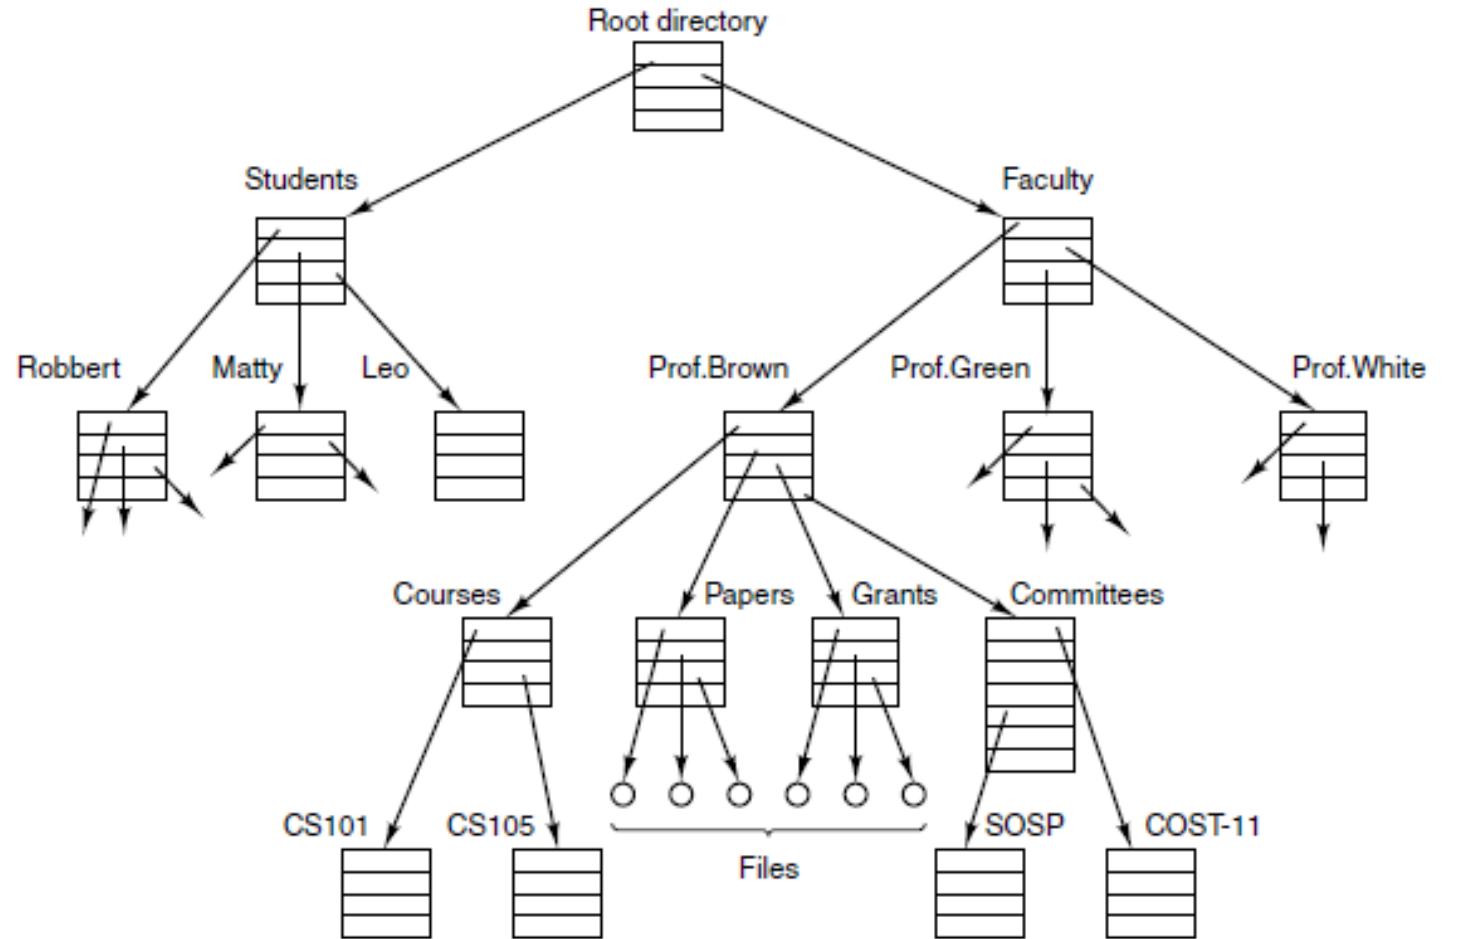 Root directory
Students
Faculty
Robbert
Matty
Leo
Prof.Brown
Prof.Green
Prof.White
Courses
Papers
Grants
Committees
CS101
CS105
SOSP
COST-11
Files